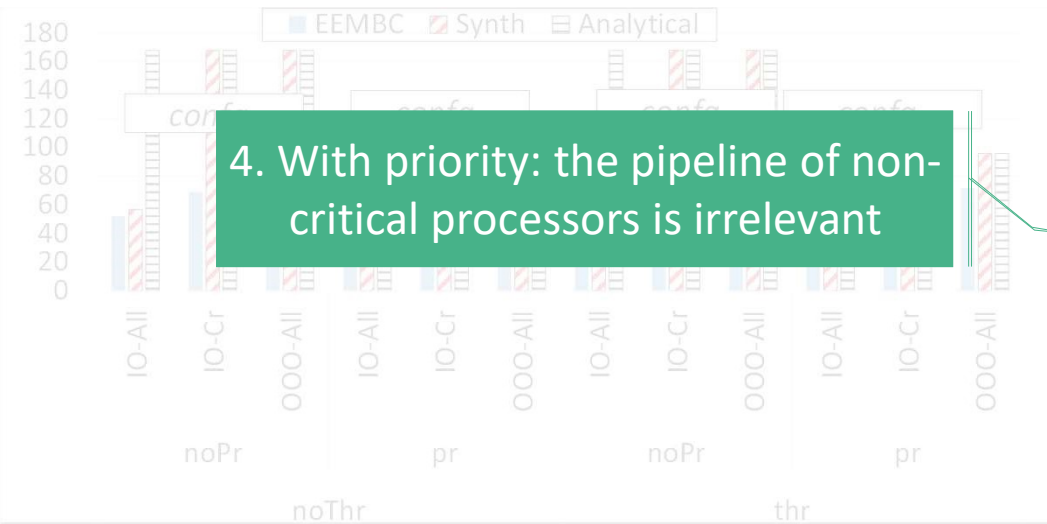 EEMBC Synth Analytical
180
160
140
120
100
80
60
40
20
0
4. With priority: the pipeline of non-
critical processors is irrelevant
IO-All IO-Cr OOO-All IO-All IO-Cr OOO-All IO-All IO-Cr OOO-All IO-All IO-Cr OOO-All
noPr pr noPr pr
noThr thr